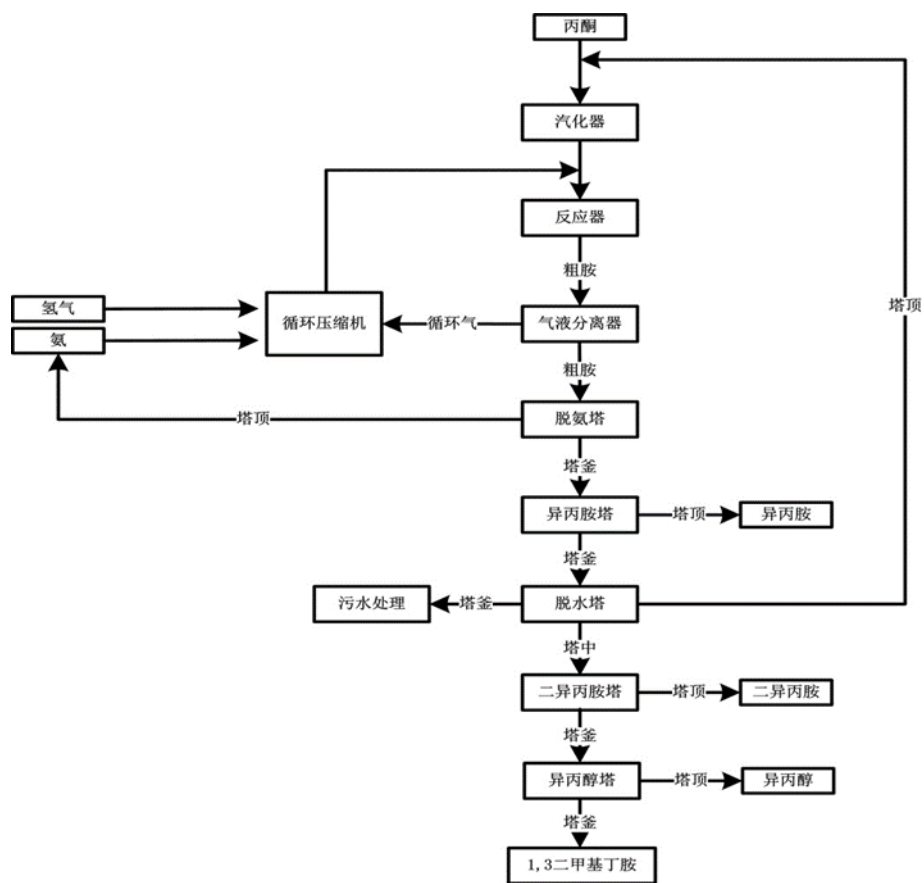 丙酮
汽化器
反应器
粗胺
塔顶
氢气
循环压缩机
循环气
气液分离器
氨
粗胺
塔顶
脱氨塔
塔釜
异丙胺塔
塔顶
异丙胺
塔釜
污水处理
塔釜
脱水塔
塔中
二异丙胺塔
塔顶
二异丙胺
塔釜
异丙醇塔
塔顶
异丙醇
塔釜
1,3二甲基丁胺